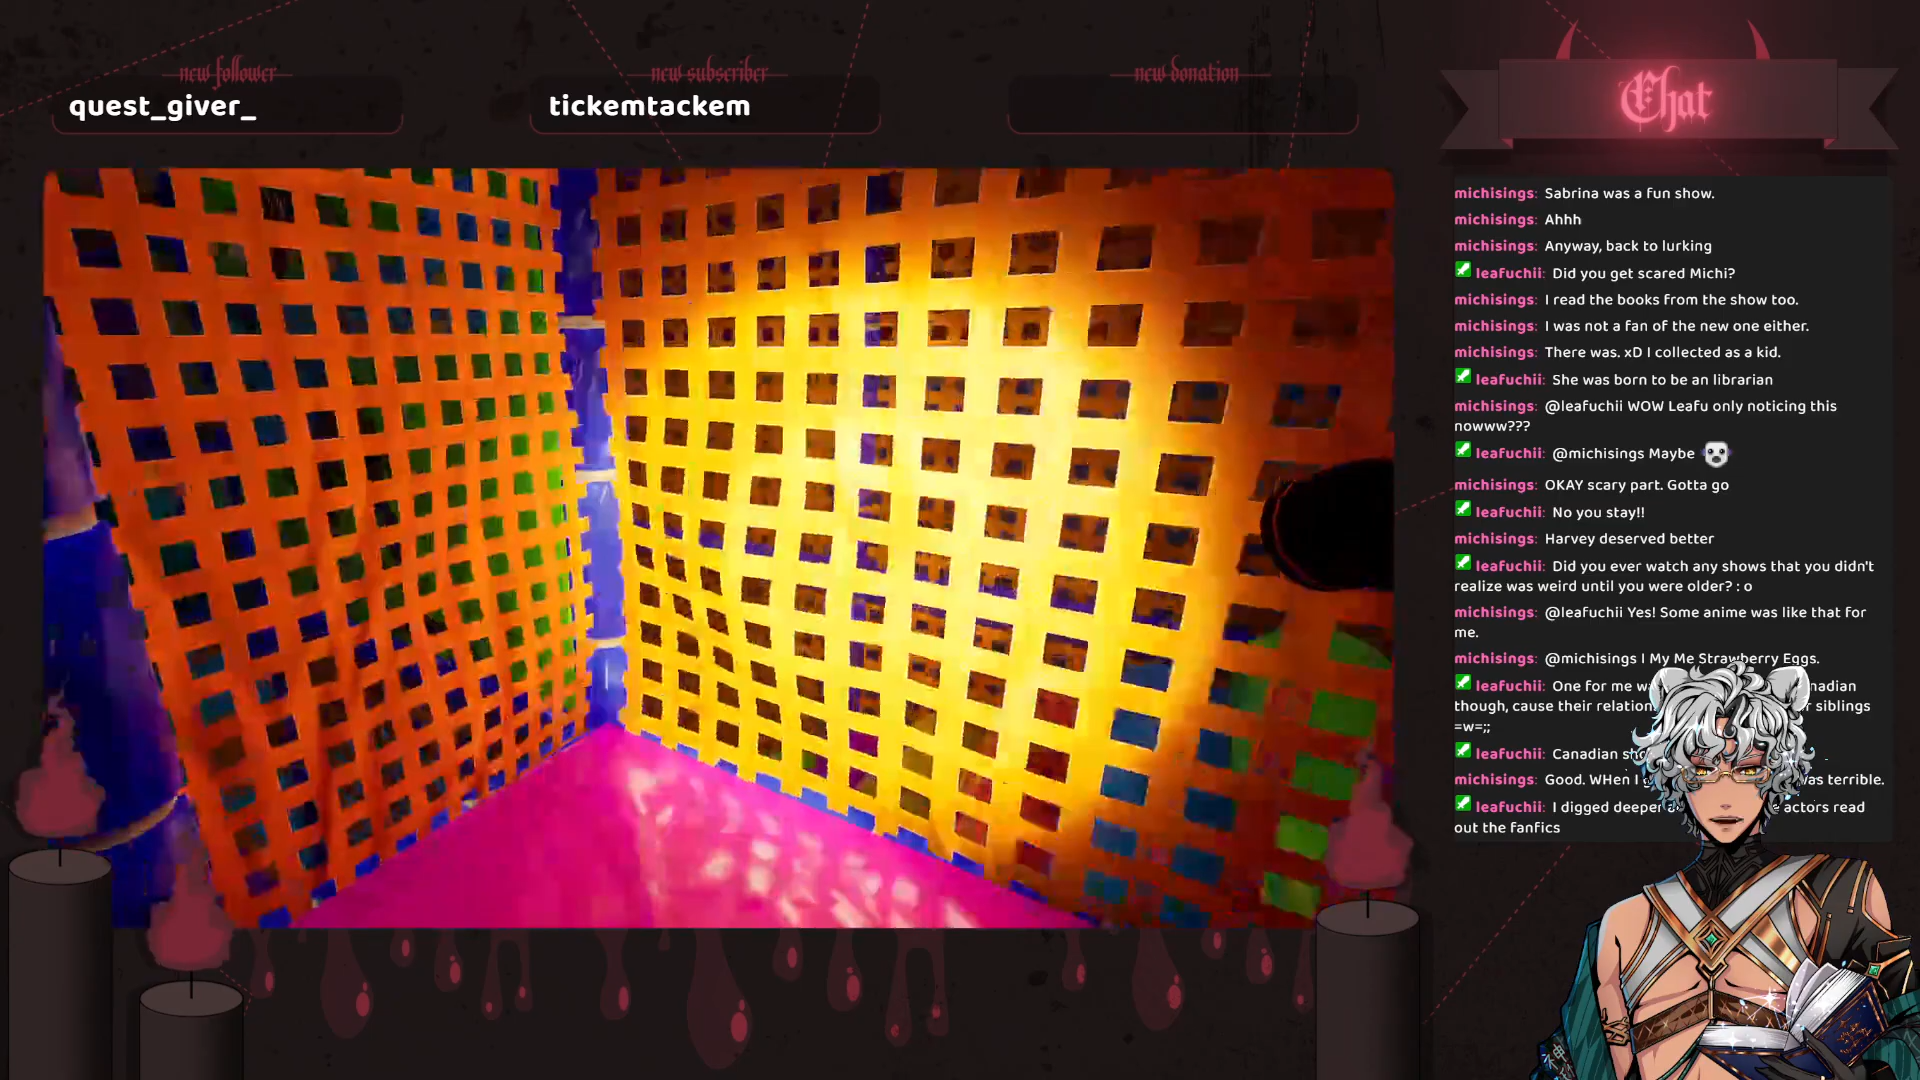 new follower
quest_giver_
new subscriber
tickemtackem
new donation
Chat
michisings: Sabrina was a fun show.
michisings: Ahhh
michisings: Anyway, back to lurking
leafuchii: Did you get scared Michi?
michisings: I read the books from the show too.
michisings: I was not a fan of the new one either.
michisings: There was. xD I collected as a kid.
leafuchii: She was born to be an librarian
michisings: @leafuchii WOW Leafu only noticing this
nowww???
leafuchii: @michisings Maybe
michisings: OKAY scary part. Gotta go
leafuchii: No you stay!!
michisings: Harvey deserved better
leafuchii: Did you ever watch any shows that you didn't
realize was weird until you were older? : o
michisings: @leafuchii Yes! Some anime was like that for
me.
michisings: @michisings I My Me Strawberry Eggs.
leafuchii: One for me
though, cause their siblings
=w=;;
leafuchii: Canadian
michisings: Good. WHen I terrible.
leafuchii: I digged deeper actors read
out the fanfics